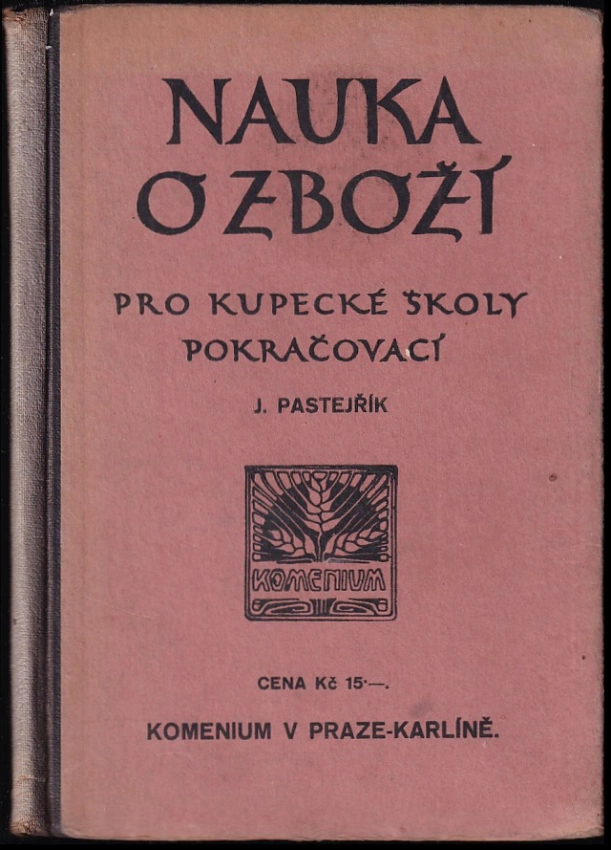 NAUKA
O ZBOŽÍ
PRO KUPECKÉ ŠKOLY
POKRAČOVACÍ
J. PASTEJŘÍK
KOMENIUM
CENA Kč 15·—.
KOMENIUM V PRAZE-KARLÍNĚ.